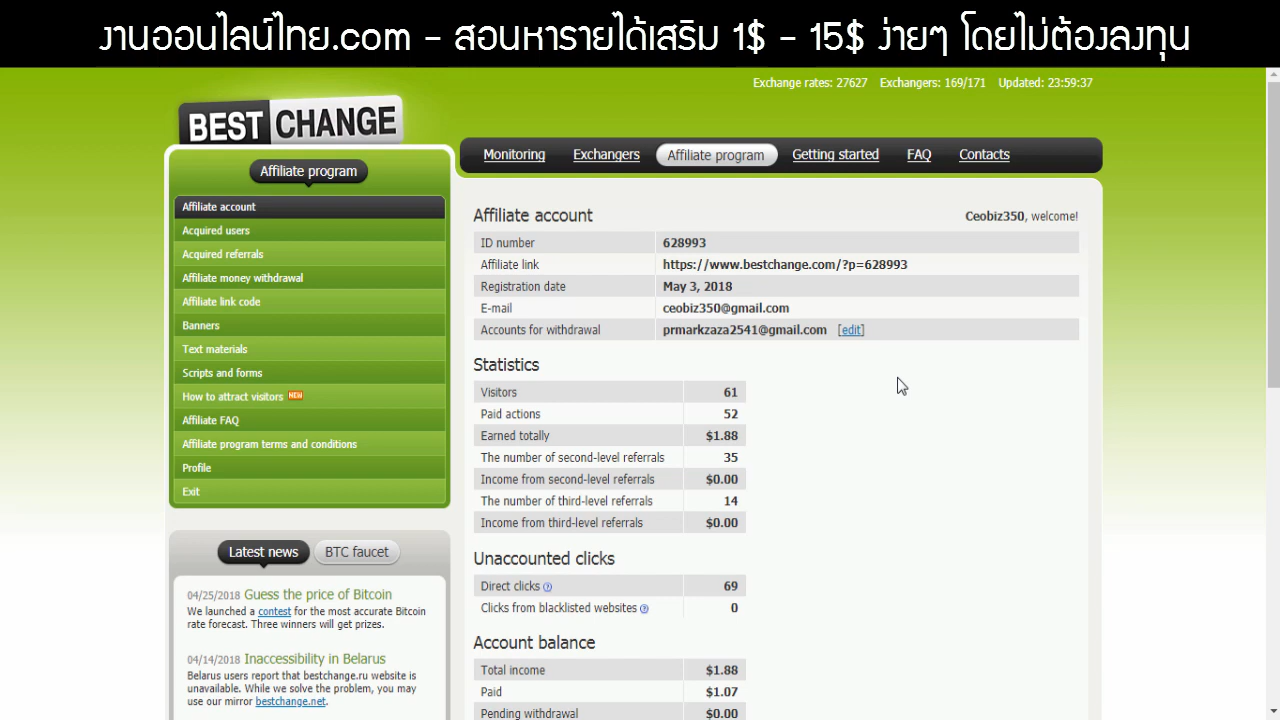 งานออนไลน์ไทย.com - สอนหารายได้เสริม 1$ - 15$ ง่ายๆ โดยไม่ต้องลงทุน
Exchange rates: 27627 Exchangers: 169/171 Updated: 23:59:37
BEST CHANGE
Monitoring Exchangers Affiliate program Getting started FAQ Contacts
Affiliate program
Affiliate account
Acquired users
Acquired referrals
Affiliate money withdrawal
Affiliate link code
Banners
Text materials
Scripts and forms
How to attract visitors NEW
Affiliate FAQ
Affiliate program terms and conditions
Profile
Exit
Latest news BTC faucet
04/25/2018 Guess the price of Bitcoin
We launched a contest for the most accurate Bitcoin
rate forecast. Three winners will get prizes.
04/14/2018 Inaccessibility in Belarus
Belarus users report that bestchange.ru website is
unavailable. While we solve the problem, you may
use our mirror bestchange.net.
Affiliate account Ceobiz350, welcome!
ID number 628993
Affiliate link https://www.bestchange.com/?p=628993
Registration date May 3, 2018
E-mail ceobiz350@gmail.com
Accounts for withdrawal prmarkzaza2541@gmail.com [edit]
Statistics
Visitors 61
Paid actions 52
Earned totally $1.88
The number of second-level referrals 35
Income from second-level referrals $0.00
The number of third-level referrals 14
Income from third-level referrals $0.00
Unaccounted clicks
Direct clicks ? 69
Clicks from blacklisted websites ? 0
Account balance
Total income $1.88
Paid $1.07
Pending withdrawal $0.00